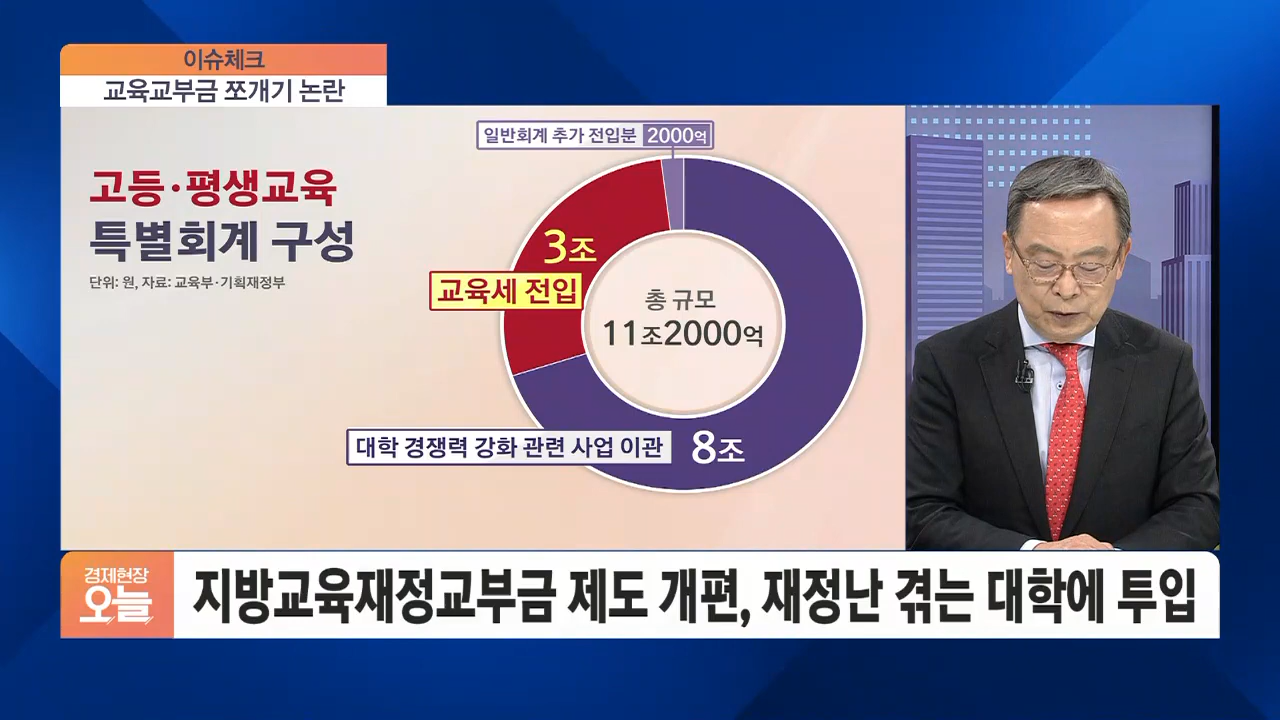 이슈체크
교육교부금 쪼개기 논란
고등·평생교육
특별회계 구성
단위: 원, 자료: 교육부·기획재정부
일반회계 추가 전입분 2000억
3조
교육세 전입
총 규모
11조2000억
대학 경쟁력 강화 관련 사업 이관 8조
경제현장
오늘
지방교육재정교부금 제도 개편, 재정난 겪는 대학에 투입